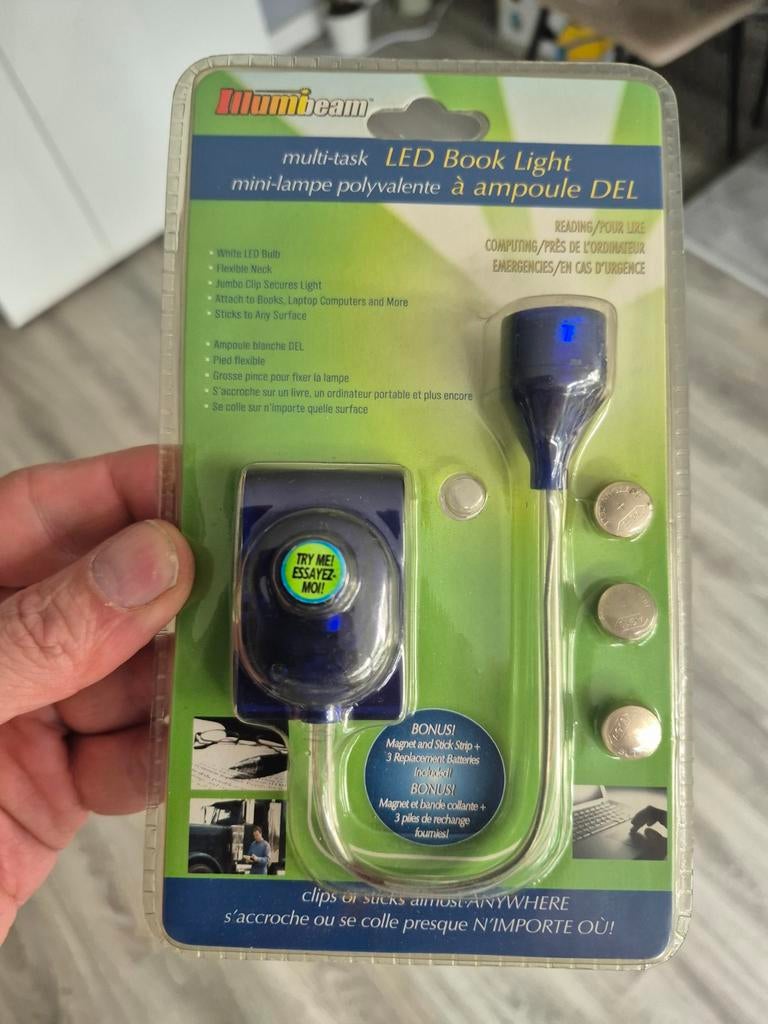 Illumibeam™
multi-task LED Book Light
mini-lampe polyvalente à ampoule DEL
READING/POUR LIRE
COMPUTING/PRÈS DE L'ORDINATEUR
EMERGENCIES/EN CAS D'URGENCE
• White LED Bulb
• Flexible Neck
• Jumbo Clip Secures Light
• Attach to Books, Laptop Computers and More
• Sticks to Any Surface
• Ampoule blanche DEL
• Pied flexible
• Grosse pince pour fixer la lampe
• S'accroche sur un livre, un ordinateur portable et plus encore
• Se colle sur n'importe quelle surface
TRY ME!
ESSAYEZ-
MOI!
BONUS!
Magnet and Stick Strip +
3 Replacement Batteries
Included!
BONUS!
Magnet et bande collante +
3 piles de rechange
fournies!
clips or sticks almost ANYWHERE
s'accroche ou se colle presque N'IMPORTE OÙ!